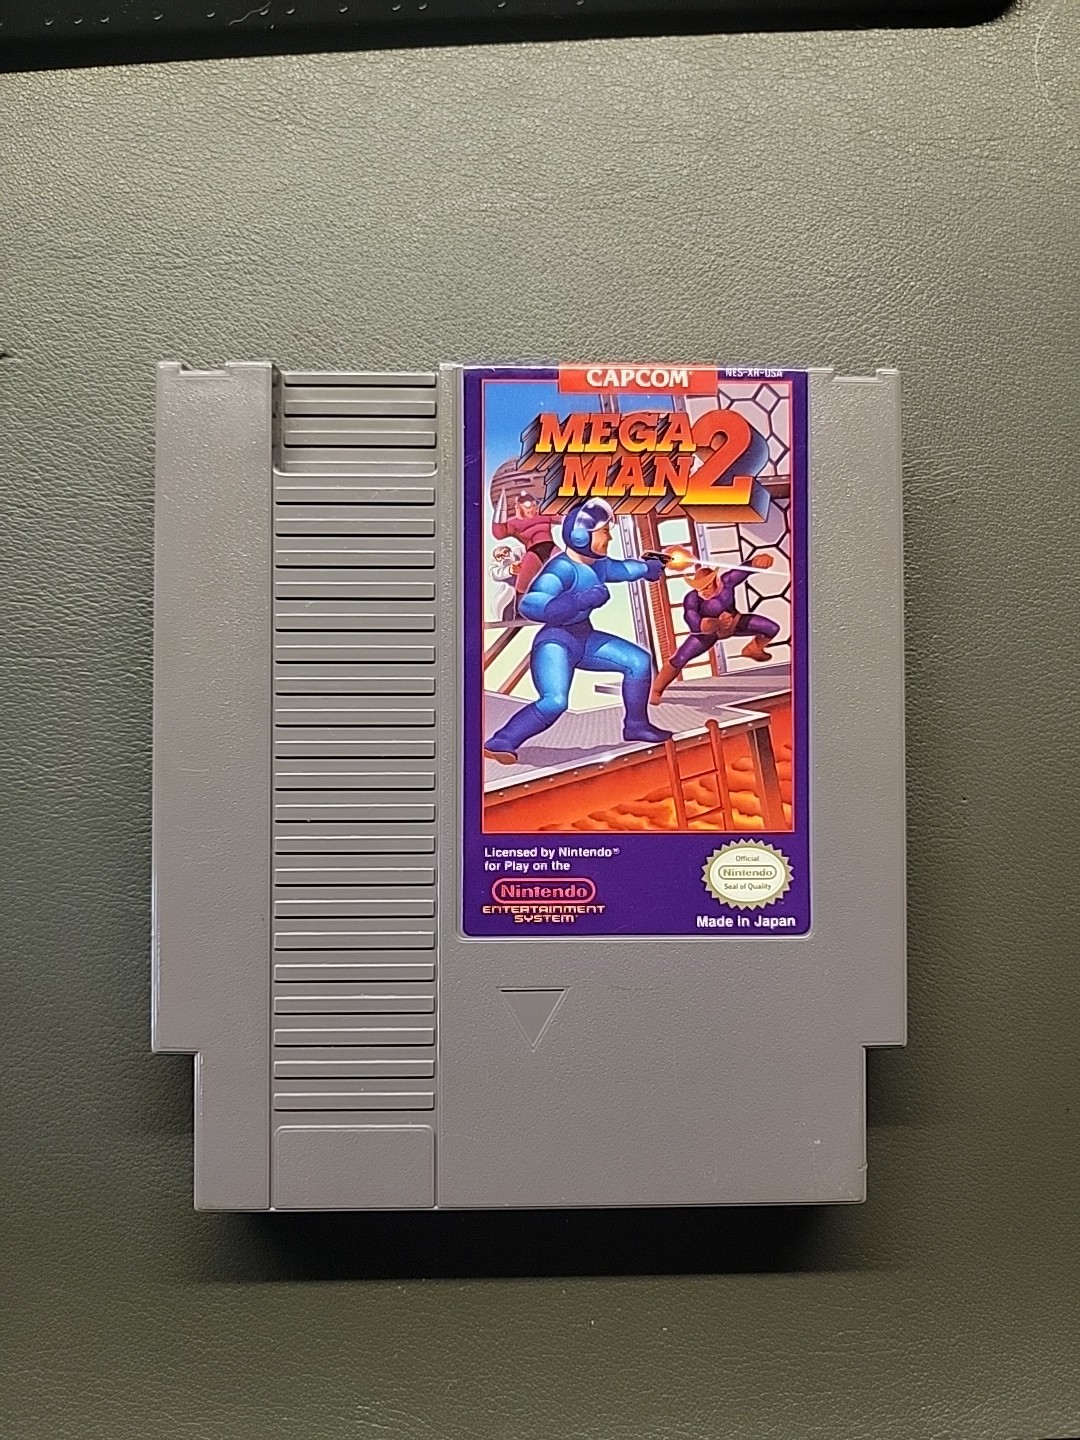 CAPCOM®
NES-XR-USA
MEGA
MAN 2
Licensed by Nintendo®
for Play on the
Nintendo
ENTERTAINMENT
SYSTEM™
Official
Nintendo
Seal of Quality
Made in Japan